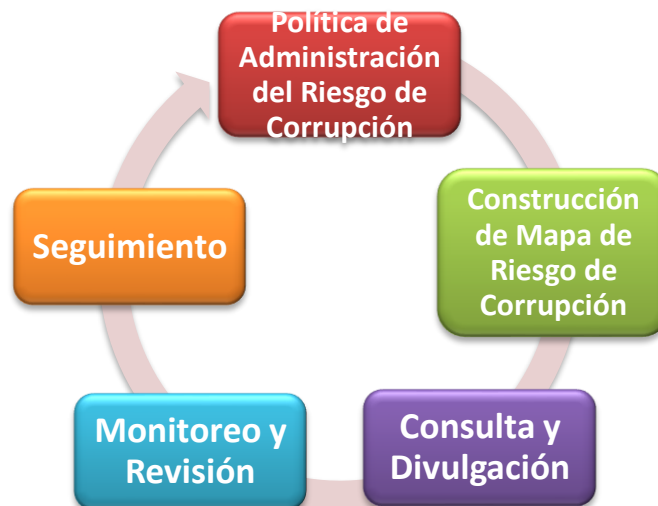 Política de
Administración
del Riesgo de
Corrupción
Construcción
de Mapa de
Riesgo de
Corrupción
Consulta y
Divulgación
Monitoreo y
Revisión
Seguimiento